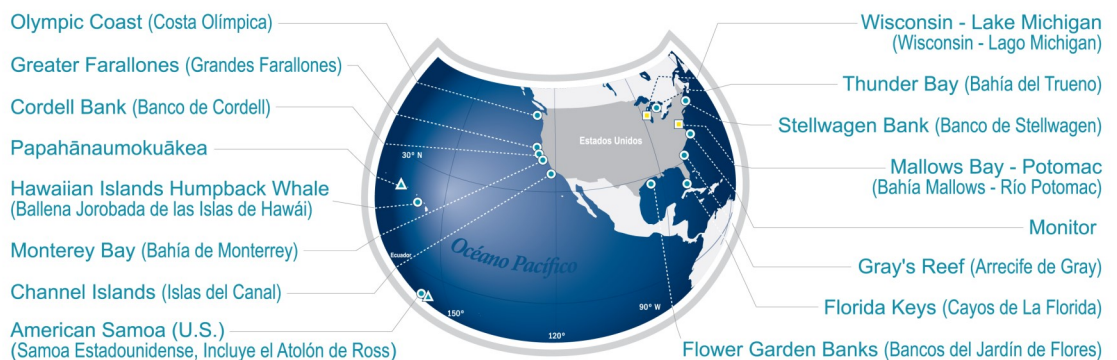 Olympic Coast (Costa Olímpica)
Greater Farallones (Grandes Farallones)
Cordell Bank (Banco de Cordell)
Papahānaumokuākea
Hawaiian Islands Humpback Whale
(Ballena Jorobada de las Islas de Hawái)
Monterey Bay (Bahía de Monterrey)
Channel Islands (Islas del Canal)
American Samoa (U.S.)
(Samoa Estadounidense, Incluye el Atolón de Ross)
30° N
Ecuador
150°
120°
90° W
Estados Unidos
Océano Pacífico
Wisconsin - Lake Michigan
(Wisconsin - Lago Michigan)
Thunder Bay (Bahía del Trueno)
Stellwagen Bank (Banco de Stellwagen)
Mallows Bay - Potomac
(Bahía Mallows - Río Potomac)
Monitor
Gray's Reef (Arrecife de Gray)
Florida Keys (Cayos de La Florida)
Flower Garden Banks (Bancos del Jardín de Flores)